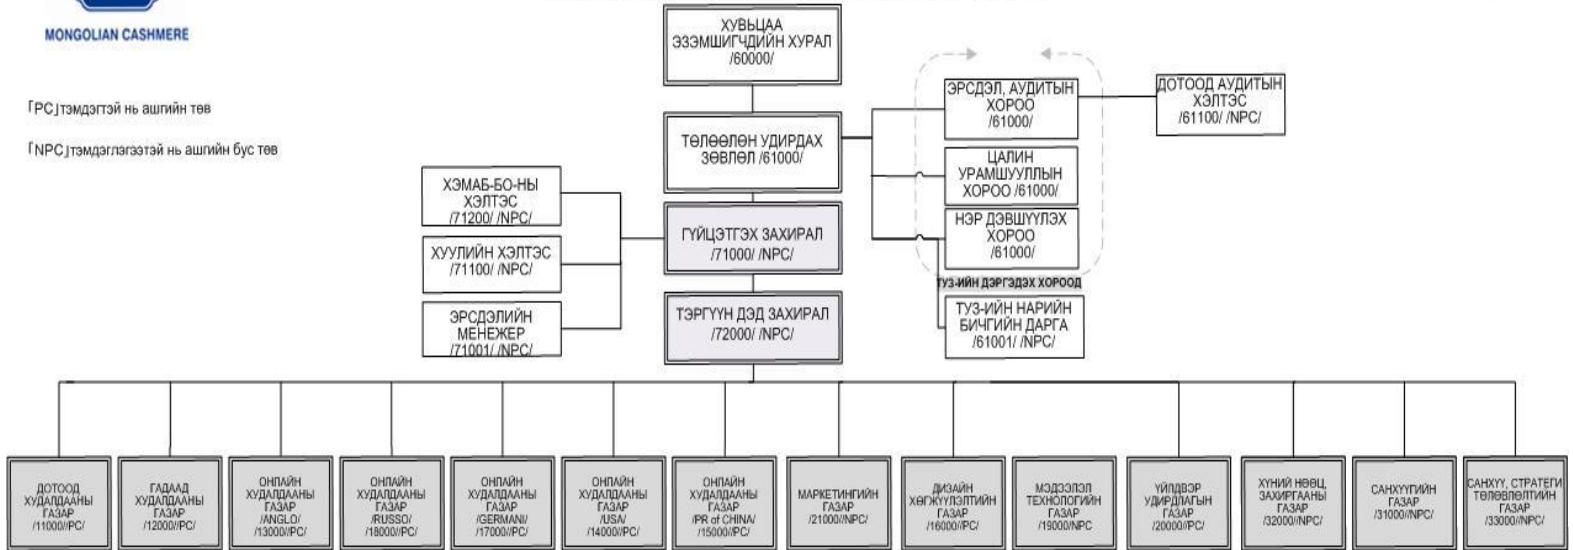 MONGOLIAN CASHMERE
「PC」тэмдэгтэй нь ашгийн төв
「NPC」тэмдэглэгээтэй нь ашгийн бус төв
ХУВЬЦАА
ЭЗЭМШИГЧДИЙН ХУРАЛ
/60000/
ТӨЛӨӨЛӨН УДИРДАХ
ЗӨВЛӨЛ /61000/
ЭРСДЭЛ, АУДИТЫН
ХОРОО
/61000/
ДОТООД АУДИТЫН
ХЭЛТЭС
/61100/ /NPC/
ЦАЛИН
УРАМШУУЛЛЫН
ХОРОО /61000/
НЭР ДЭВШҮҮЛЭХ
ХОРОО
/61000/
ТУЗ-ИЙН ДЭРГЭДЭХ ХОРООД
ТУЗ-ИЙН НАРИЙН
БИЧГИЙН ДАРГА
/61001/ /NPC/
ХЭМАБ-БО-НЫ
ХЭЛТЭС
/71200/ /NPC/
ХУУЛИЙН ХЭЛТЭС
/71100/ /NPC/
ЭРСДЭЛИЙН
МЕНЕЖЕР
/71001/ /NPC/
ГҮЙЦЭТГЭХ ЗАХИРАЛ
/71000/ /NPC/
ТЭРГҮҮН ДЭД ЗАХИРАЛ
/72000/ /NPC/
ДОТООД
ХУДАЛДААНЫ
ГАЗАР
/11000//PC/
ГАДААД
ХУДАЛДААНЫ
ГАЗАР
/12000//PC/
ОНЛАЙН
ХУДАЛДААНЫ
ГАЗАР
/ANGLO/
/13000//PC/
ОНЛАЙН
ХУДАЛДААНЫ
ГАЗАР
/RUSSO/
/18000//PC/
ОНЛАЙН
ХУДАЛДААНЫ
ГАЗАР
/GERMANI/
/17000//PC/
ОНЛАЙН
ХУДАЛДААНЫ
ГАЗАР
/USA/
/14000//PC/
ОНЛАЙН
ХУДАЛДААНЫ
ГАЗАР
/PR of CHINA/
/15000//PC/
МАРКЕТИНГИЙН
ГАЗАР
/21000//NPC/
ДИЗАЙН
ХӨГЖҮҮЛЭЛТИЙН
ГАЗАР
/16000//PC/
МЭДЭЭЛЭЛ
ТЕХНОЛОГИЙН
ГАЗАР
/19000/NPC
ҮЙЛДВЭР
УДИРДЛАГЫН
ГАЗАР
/20000//PC/
ХҮНИЙ НӨӨЦ,
ЗАХИРГААНЫ
ГАЗАР
/32000//NPC/
САНХҮҮГИЙН
ГАЗАР
/31000//NPC/
САНХҮҮ, СТРАТЕГИ
ТӨЛӨВЛӨЛТИЙН
ГАЗАР
/33000//NPC/